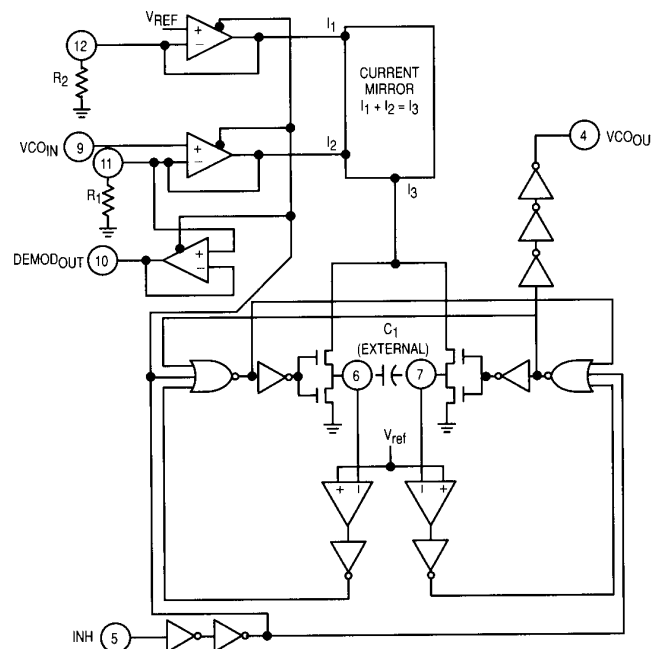 VREF
I1
12
+
−
R2
CURRENT
MIRROR
I1 + I2 = I3
VCOIN
9
+
−
I2
4
VCOOU
11
R1
I3
DEMODOUT
10
+
−
C1
(EXTERNAL)
6
7
Vref
+
−
−
+
INH
5